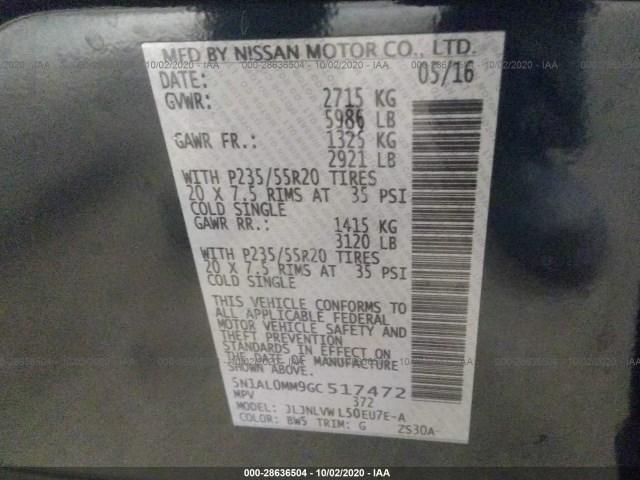 MFD BY NISSAN MOTOR CO., LTD.
DATE: 05/16
GVWR: 2715 KG
5986 LB
GAWR FR.: 1325 KG
2921 LB
WITH P235/55R20 TIRES
20 X 7.5 RIMS AT 35 PSI
COLD SINGLE
GAWR RR.: 1415 KG
3120 LB
WITH P235/55R20 TIRES
20 X 7.5 RIMS AT 35 PSI
COLD SINGLE
THIS VEHICLE CONFORMS TO
ALL APPLICABLE FEDERAL
MOTOR VEHICLE SAFETY AND
THEFT PREVENTION
STANDARDS IN EFFECT ON
THE DATE OF MANUFACTURE
SHOWN ABOVE.
5N1AL0MM9GC517472
MPV 372
MODEL: JLJNLVWL50EU7E-A
COLOR: BW5 TRIM: G ZS30A-
000-28636504 - 10/02/2020 - IAA